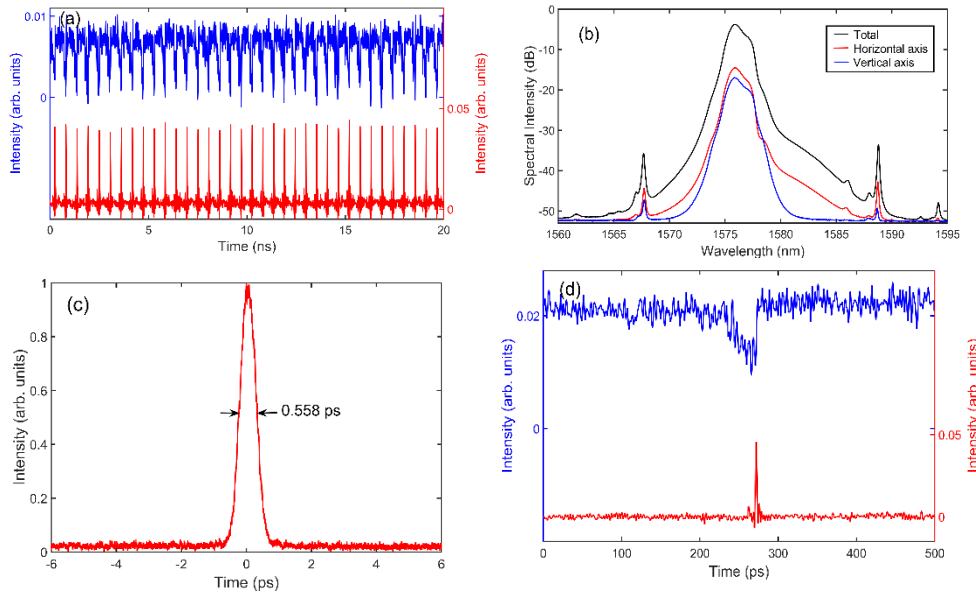 (a)
0.01
0
Intensity (arb. units)
0.05
0
Intensity (arb. units)
0 5 10 15 20
Time (ns)
(b)
Total
Horizontal axis
Vertical axis
0
-10
-20
-30
-40
-50
Spectral Intensity (dB)
1560 1565 1570 1575 1580 1585 1590 1595
Wavelength (nm)
(c)
1
0.8
0.6
0.4
0.2
0
Intensity (arb. units)
0.558 ps
-6 -4 -2 0 2 4 6
Time (ps)
(d)
0.02
0
Intensity (arb. units)
0.05
0
Intensity (arb. units)
0 100 200 300 400 500
Time (ps)